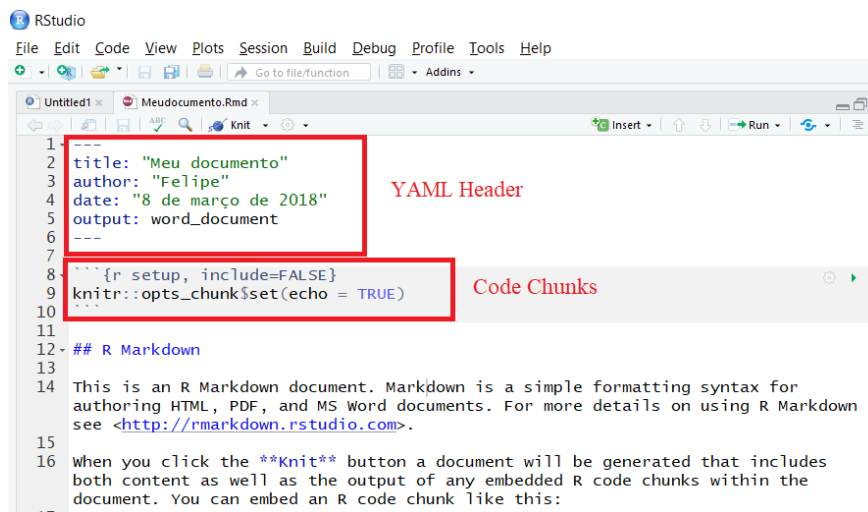 RStudio
File Edit Code View Plots Session Build Debug Profile Tools Help
Go to file/function Addins
Untitled1 Meudocumento.Rmd
ABC Knit Insert Run
1 ---
2 title: "Meu documento"
3 author: "Felipe"
4 date: "8 de março de 2018"
5 output: word_document
6 ---
YAML Header
7
8 ```{r setup, include=FALSE}
9 knitr::opts_chunk$set(echo = TRUE)
10 ```
Code Chunks
11
12 ## R Markdown
13
14 This is an R Markdown document. Markdown is a simple formatting syntax for
authoring HTML, PDF, and MS Word documents. For more details on using R Markdown
see <http://rmarkdown.rstudio.com>.
15
16 When you click the **Knit** button a document will be generated that includes
both content as well as the output of any embedded R code chunks within the
document. You can embed an R code chunk like this: